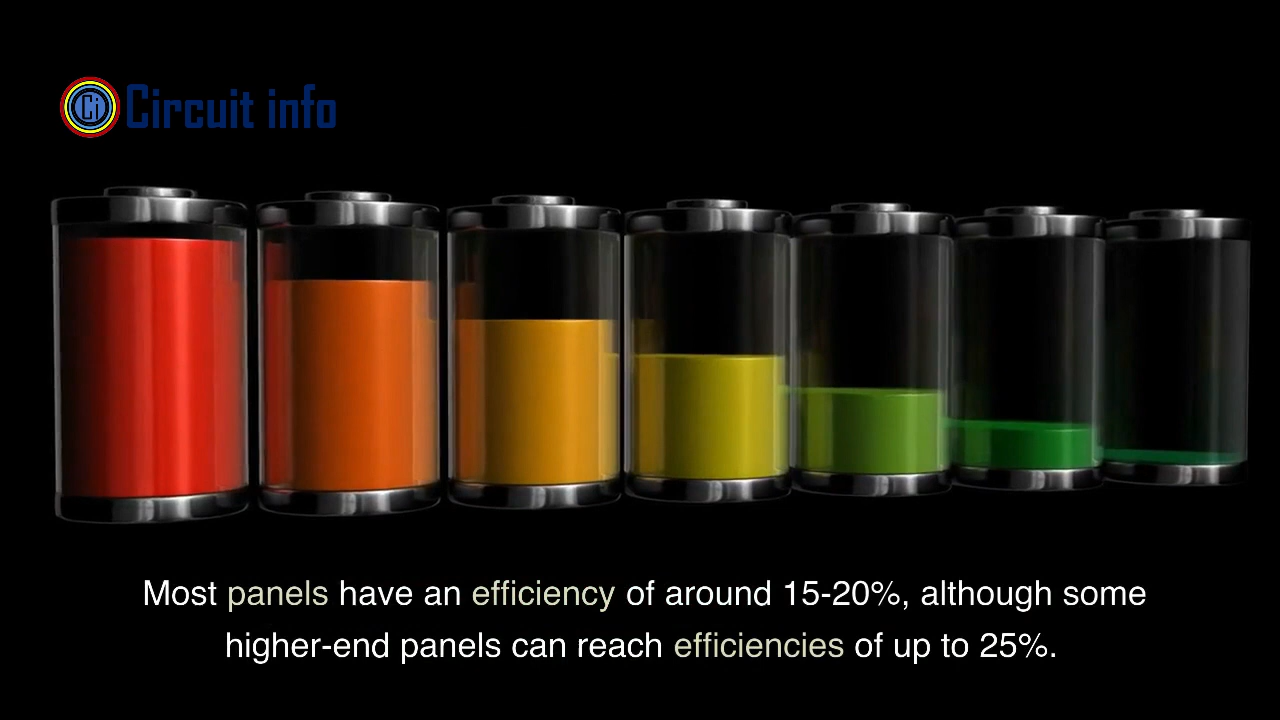 Ci Circuit info
Most panels have an efficiency of around 15-20%, although some
higher-end panels can reach efficiencies of up to 25%.